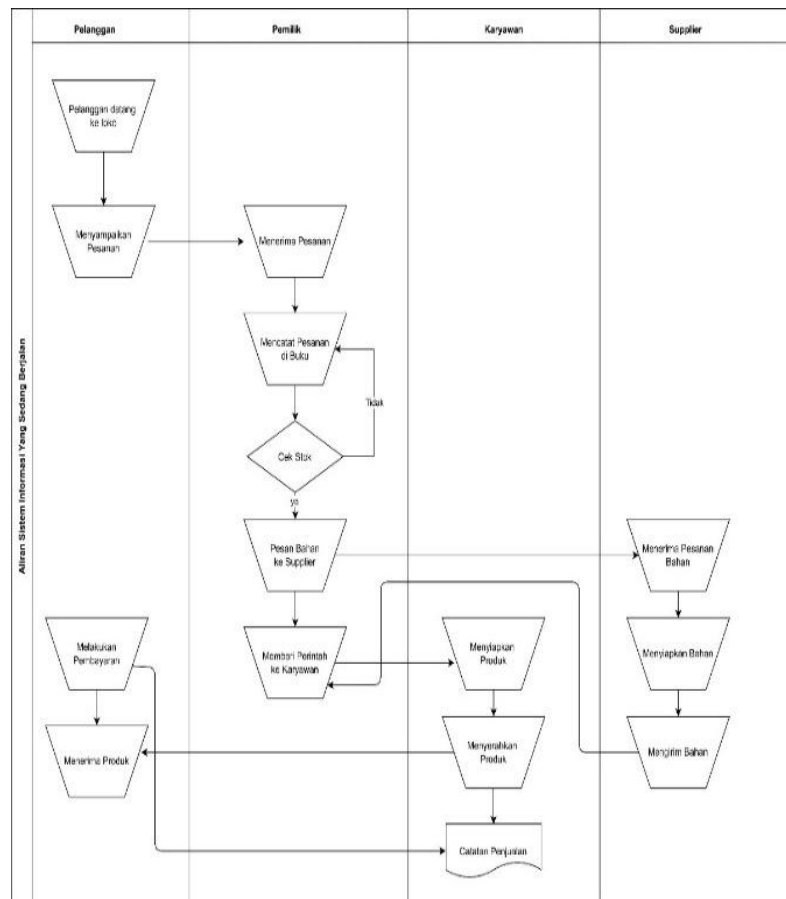 Pelanggan
Pemilik
Karyawan
Supplier
Aliran Sistem Informasi Yang Sedang Berjalan
Pelanggan datang
ke toko
Menyampaikan
Pesanan
Menerima Pesanan
Mencatat Pesanan
di Buku
Tidak
Cek Stok
ya
Pesan Bahan
ke Supplier
Menerima Pesanan
Bahan
Melakukan
Pembayaran
Memberi Perintah
ke Karyawan
Menyiapkan
Produk
Menyiapkan Bahan
Menerima Produk
Menyerahkan
Produk
Mengirim Bahan
Catatan Penjualan